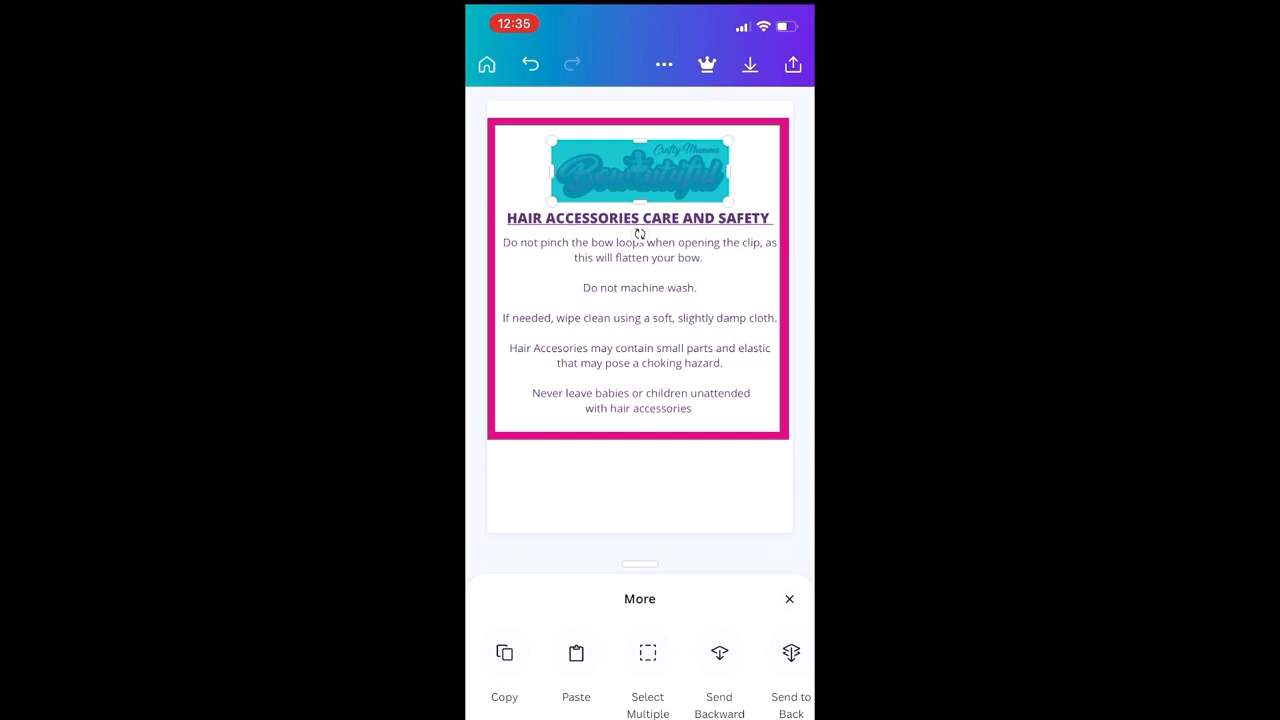 12:35
Crafty Mumma
Bowtutiful
HAIR ACCESSORIES CARE AND SAFETY
Do not pinch the bow loops when opening the clip, as
this will flatten your bow.
Do not machine wash.
If needed, wipe clean using a soft, slightly damp cloth.
Hair Accesories may contain small parts and elastic
that may pose a choking hazard.
Never leave babies or children unattended
with hair accessories
More
Copy
Paste
Select
Multiple
Send
Backward
Send to
Back